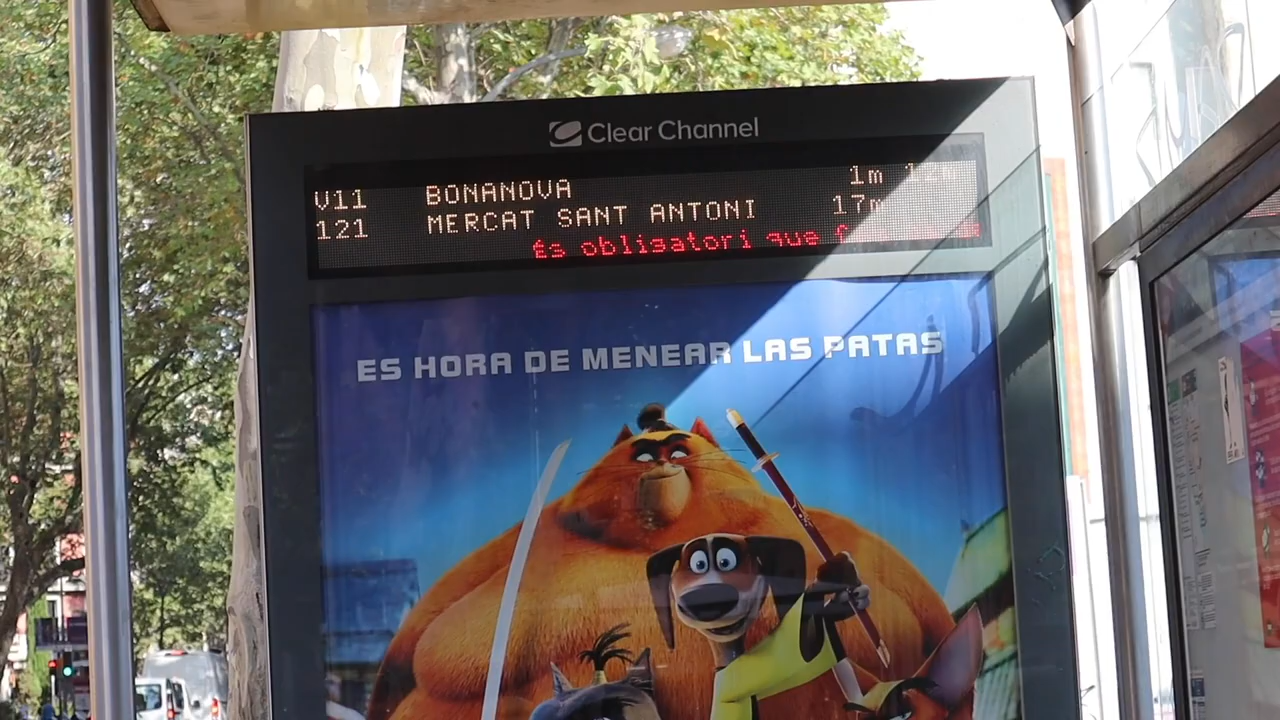 Clear Channel
V11 BONANOVA 1m
121 MERCAT SANT ANTONI 17m
És obligatori que
ES HORA DE MENEAR LAS PATAS